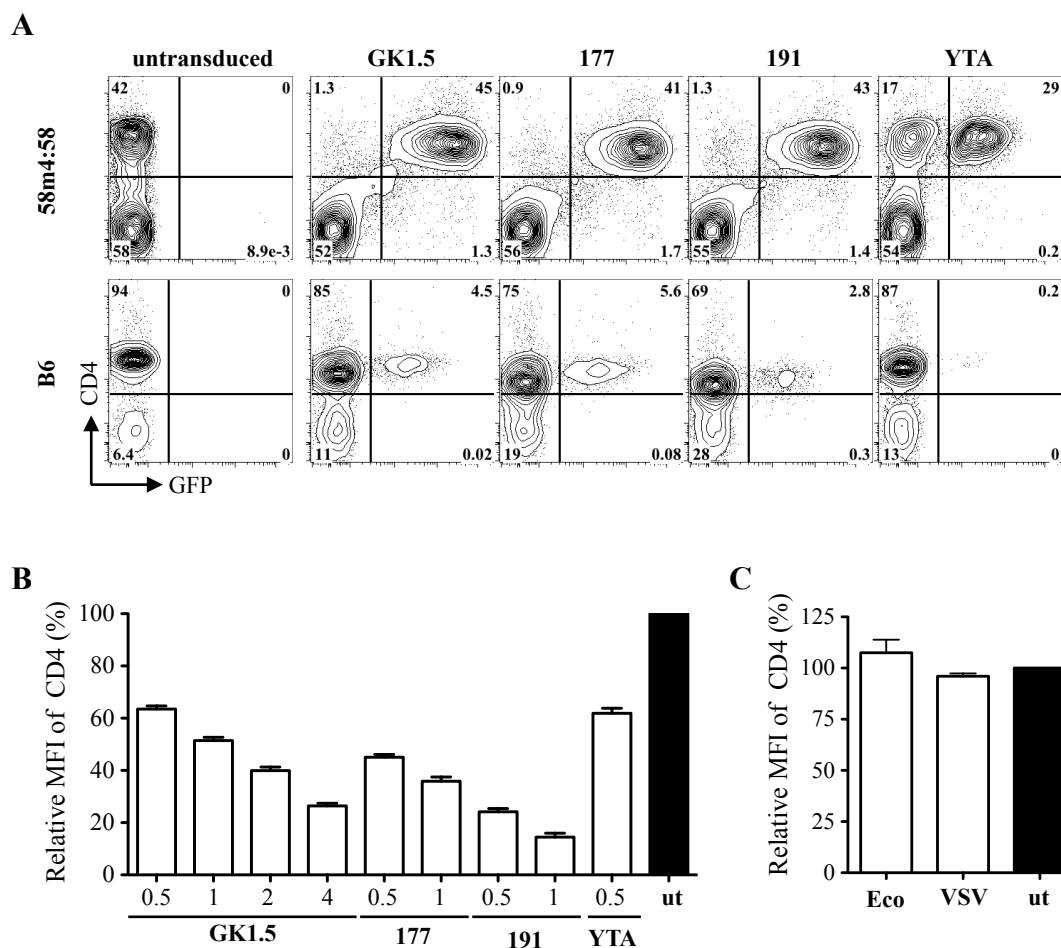 A
untransduced GK1.5 177 191 YTA
58m4:58
42 0 1.3 45 0.9 41 1.3 43 17 29
58 8.9e-3 52 1.3 56 1.7 55 1.4 54 0.2
B6
94 0 85 4.5 75 5.6 69 2.8 87 0.2
6.4 0 11 0.02 19 0.08 28 0.3 13 0
CD4
GFP
B
Relative MFI of CD4 (%)
100
80
60
40
20
0
0.5 1 2 4 0.5 1 0.5 1 0.5 ut
GK1.5 177 191 YTA
C
Relative MFI of CD4 (%)
125
100
75
50
25
0
Eco VSV ut